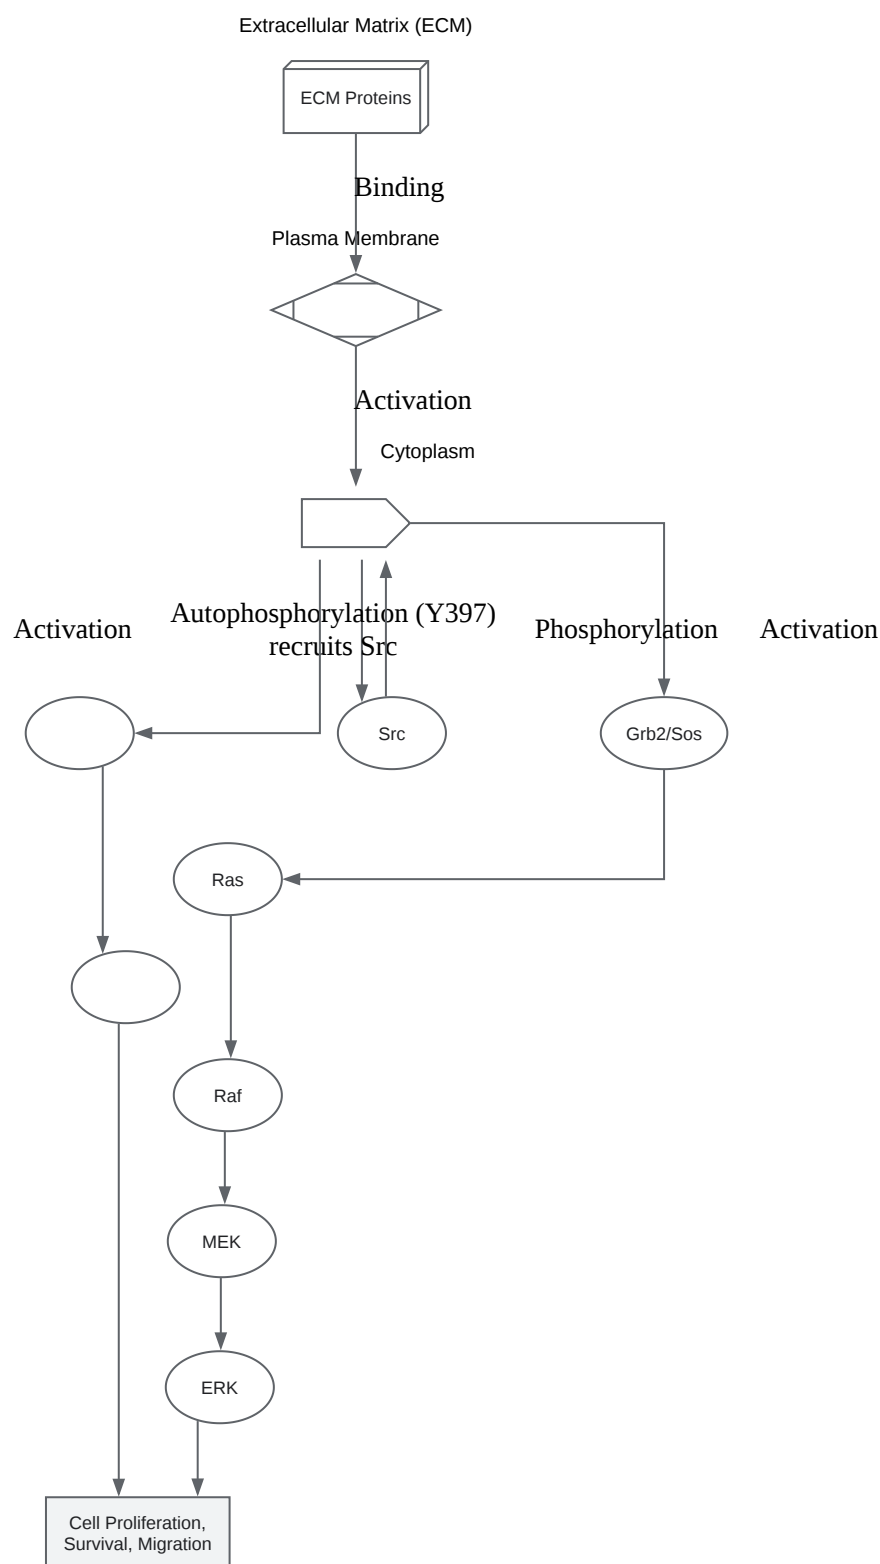 Extracellular Matrix (ECM)
ECM Proteins
Binding
Plasma Membrane
Activation
Cytoplasm
Activation
Autophosphorylation (Y397)
recruits Src
Phosphorylation
Activation
Src
Grb2/Sos
Ras
Raf
MEK
ERK
Cell Proliferation,
Survival, Migration